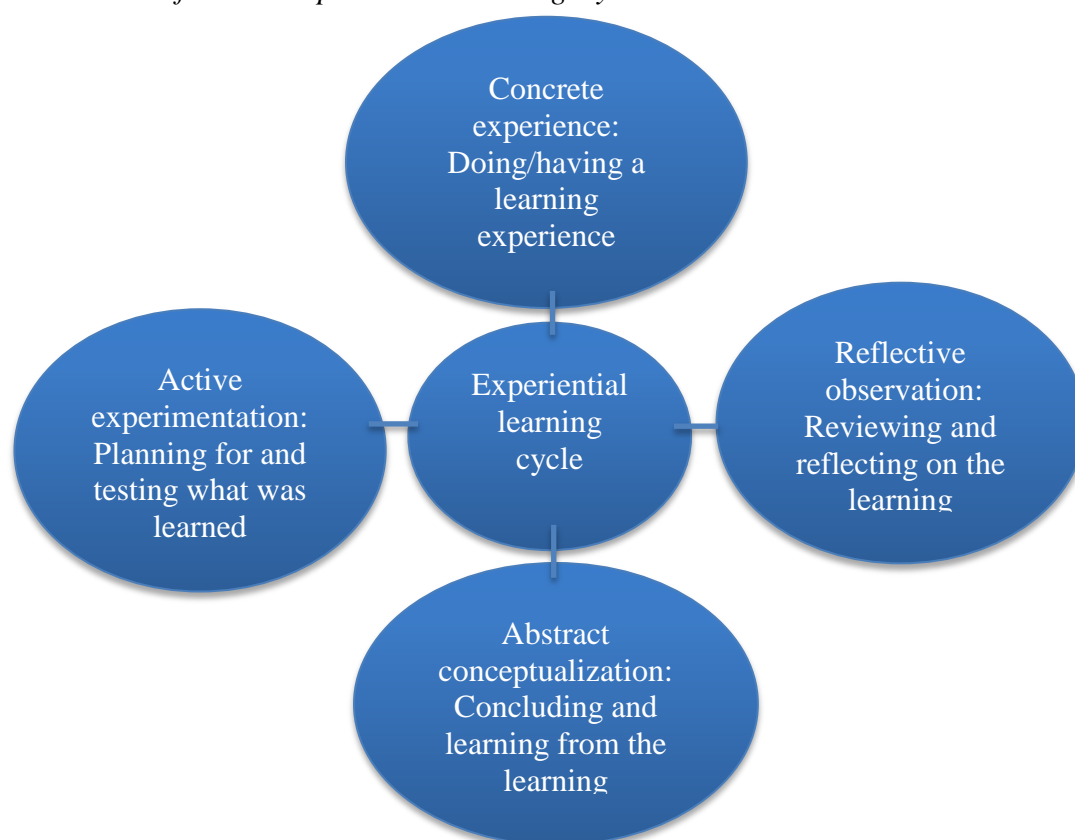 Concrete
experience:
Doing/having a
learning
experience
Active
experimentation:
Planning for and
testing what was
learned
Experiential
learning
cycle
Reflective
observation:
Reviewing and
reflecting on the
learning
Abstract
conceptualization:
Concluding and
learning from the
learning